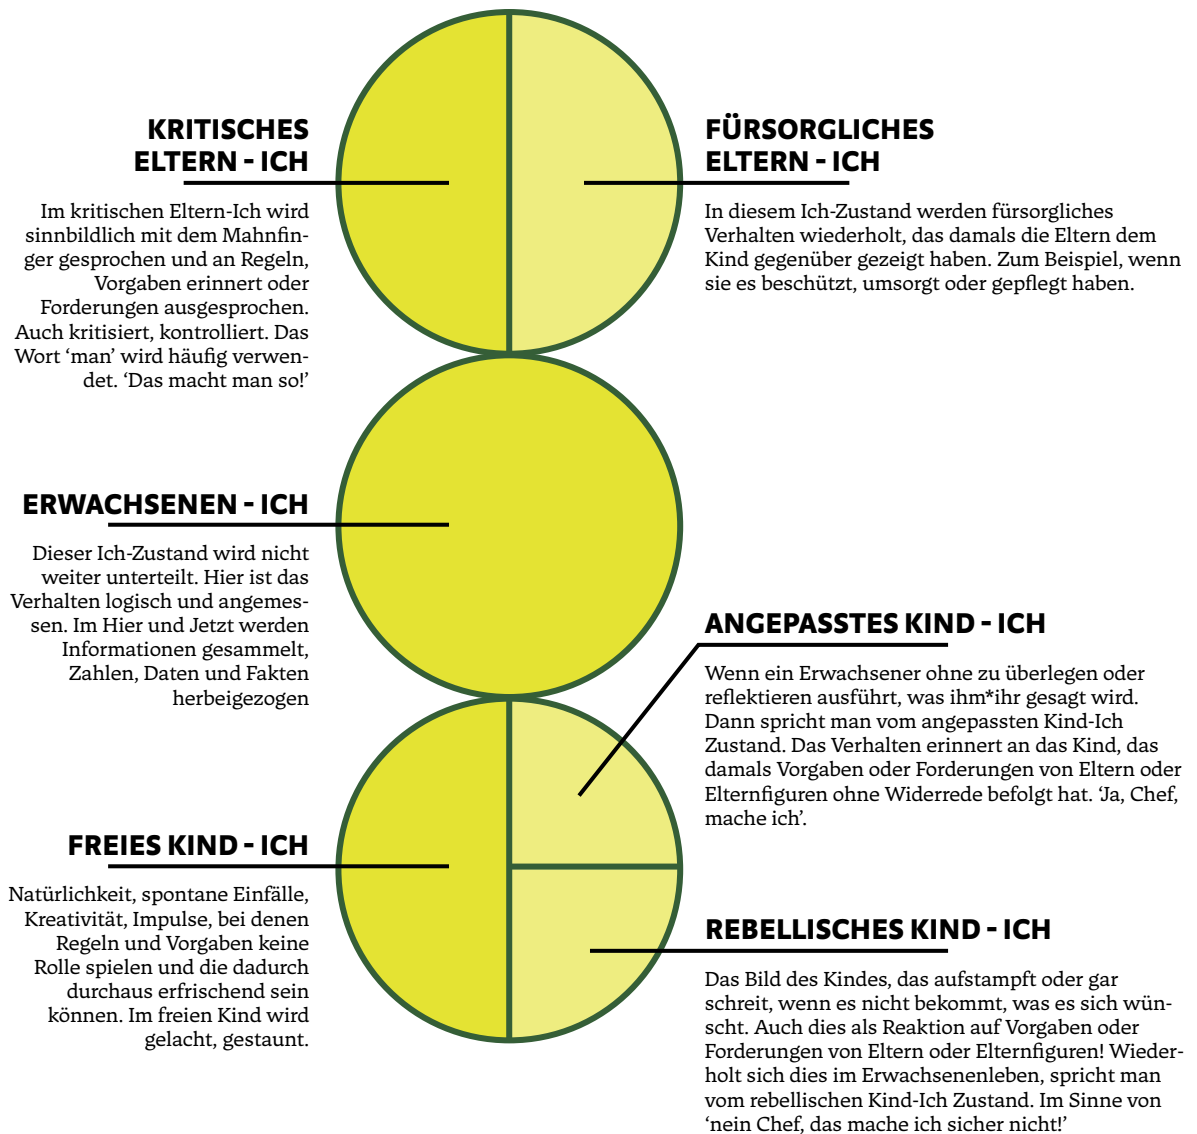 KRITISCHES
ELTERN - ICH
Im kritischen Eltern-Ich wird
sinnbildlich mit dem Mahnfin-
ger gesprochen und an Regeln,
Vorgaben erinnert oder
Forderungen ausgesprochen.
Auch kritisiert, kontrolliert. Das
Wort ‘man’ wird häufig verwen-
det. ‘Das macht man so!’
FÜRSORGLICHES
ELTERN - ICH
In diesem Ich-Zustand werden fürsorgliches
Verhalten wiederholt, das damals die Eltern dem
Kind gegenüber gezeigt haben. Zum Beispiel, wenn
sie es beschützt, umsorgt oder gepflegt haben.
ERWACHSENEN - ICH
Dieser Ich-Zustand wird nicht
weiter unterteilt. Hier ist das
Verhalten logisch und angemes-
sen. Im Hier und Jetzt werden
Informationen gesammelt,
Zahlen, Daten und Fakten
herbeigezogen
ANGEPASSTES KIND - ICH
Wenn ein Erwachsener ohne zu überlegen oder
reflektieren ausführt, was ihm*ihr gesagt wird.
Dann spricht man vom angepassten Kind-Ich
Zustand. Das Verhalten erinnert an das Kind, das
damals Vorgaben oder Forderungen von Eltern oder
Elternfiguren ohne Widerrede befolgt hat. ‘Ja, Chef,
mache ich’.
FREIES KIND - ICH
Natürlichkeit, spontane Einfälle,
Kreativität, Impulse, bei denen
Regeln und Vorgaben keine
Rolle spielen und die dadurch
durchaus erfrischend sein
können. Im freien Kind wird
gelacht, gestaunt.
REBELLISCHES KIND - ICH
Das Bild des Kindes, das aufstampft oder gar
schreit, wenn es nicht bekommt, was es sich wün-
scht. Auch dies als Reaktion auf Vorgaben oder
Forderungen von Eltern oder Elternfiguren! Wieder-
holt sich dies im Erwachsenenleben, spricht man
vom rebellischen Kind-Ich Zustand. Im Sinne von
‘nein Chef, das mache ich sicher nicht!’